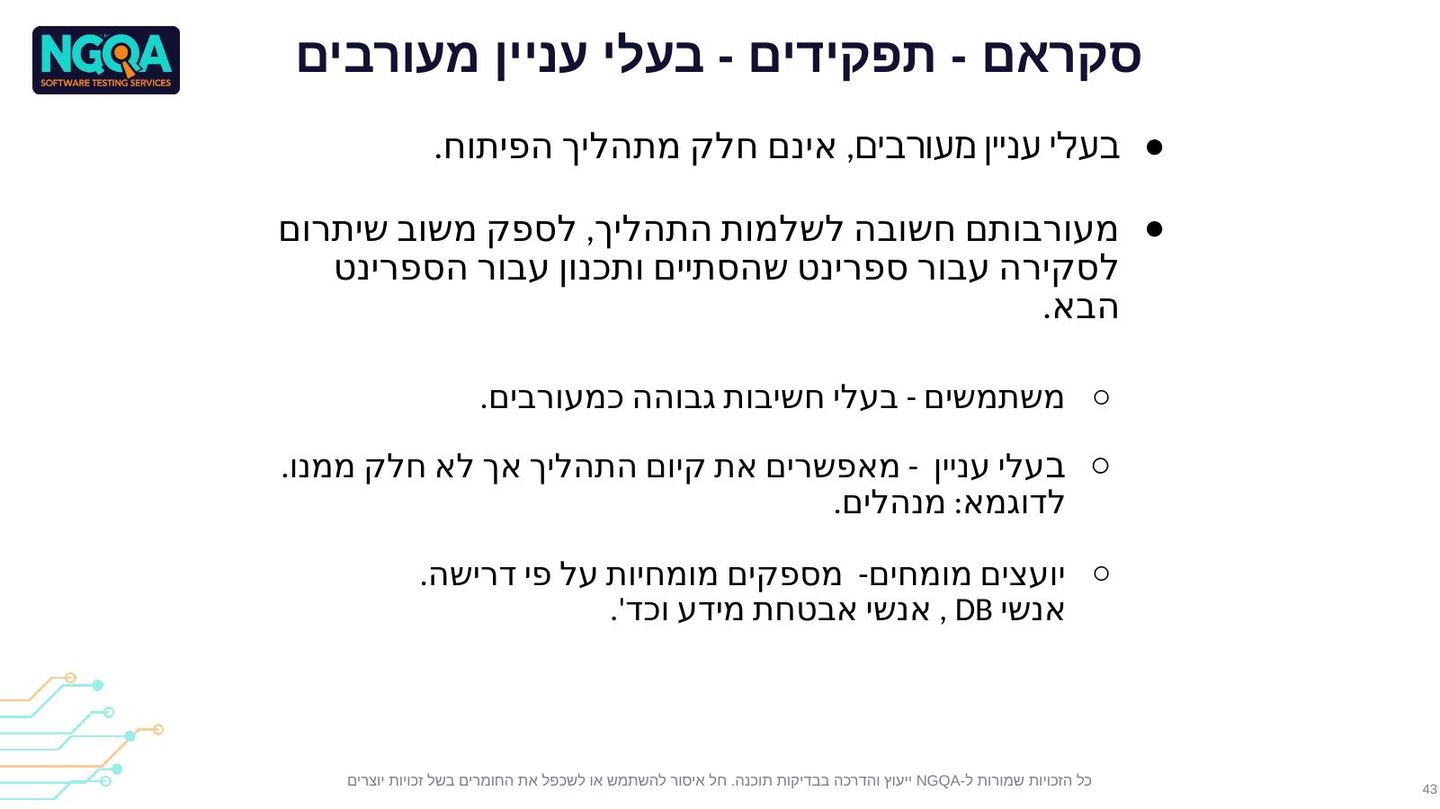 NGQA
SOFTWARE TESTING SERVICES
סקראם - תפקידים - בעלי עניין מעורבים
● בעלי עניין מעורבים, אינם חלק מתהליך הפיתוח.
● מעורבותם חשובה לשלמות התהליך, לספק משוב שיתרום
לסקירה עבור ספרינט שהסתיים ותכנון עבור הספרינט
הבא.
○ משתמשים - בעלי חשיבות גבוהה כמעורבים.
○ בעלי עניין - מאפשרים את קיום התהליך אך לא חלק ממנו.
לדוגמא: מנהלים.
○ יועצים מומחים- מספקים מומחיות על פי דרישה.
אנשי DB , אנשי אבטחת מידע וכד'.
כל הזכויות שמורות ל-NGQA ייעוץ והדרכה בבדיקות תוכנה. חל איסור להשתמש או לשכפל את החומרים בשל זכויות יוצרים
43